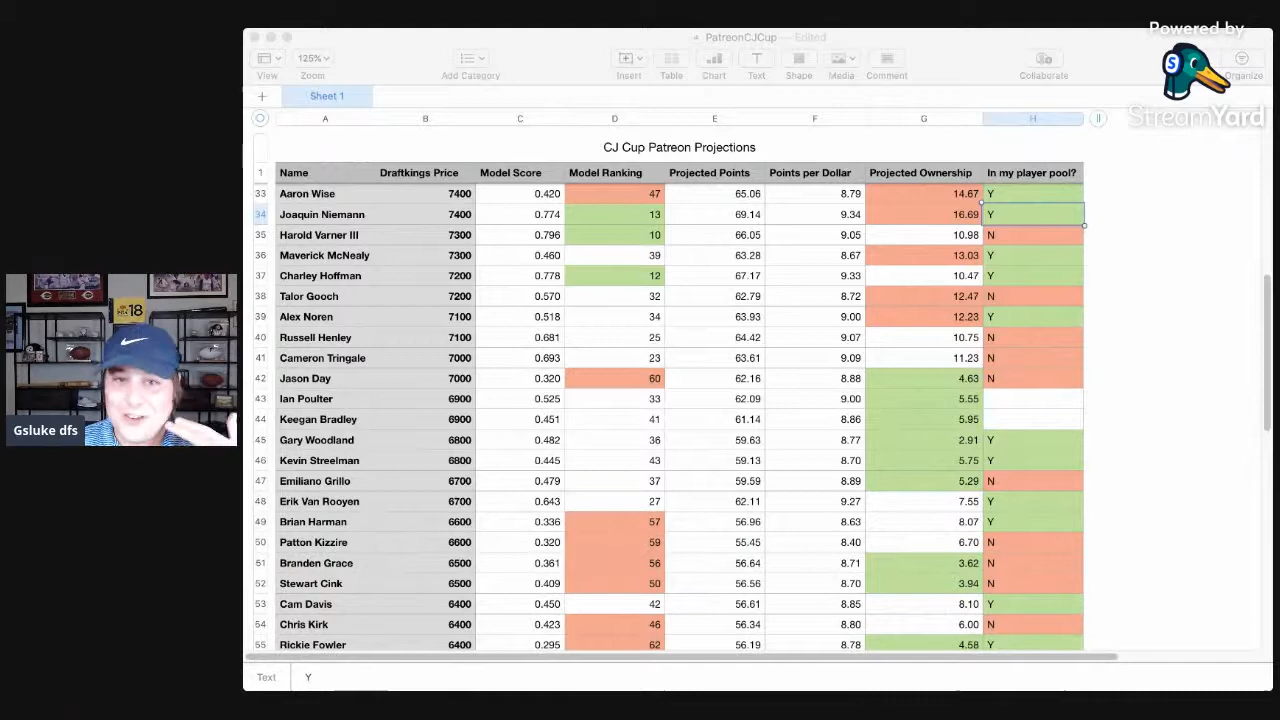 Powered by
StreamYard
PatreonCJCup — Edited
125%
View Zoom Add Category Insert Table Chart Text Shape Media Comment Collaborate Organize
+ Sheet 1
A B C D E F G H
CJ Cup Patreon Projections
1 Name Draftkings Price Model Score Model Ranking Projected Points Points per Dollar Projected Ownership In my player pool?
33 Aaron Wise 7400 0.420 47 65.06 8.79 14.67 Y
34 Joaquin Niemann 7400 0.774 13 69.14 9.34 16.69 Y
35 Harold Varner III 7300 0.796 10 66.05 9.05 10.98 N
36 Maverick McNealy 7300 0.460 39 63.28 8.67 13.03 Y
37 Charley Hoffman 7200 0.778 12 67.17 9.33 10.47 Y
38 Talor Gooch 7200 0.570 32 62.79 8.72 12.47 N
39 Alex Noren 7100 0.518 34 63.93 9.00 12.23 Y
40 Russell Henley 7100 0.681 25 64.42 9.07 10.75 N
41 Cameron Tringale 7000 0.693 23 63.61 9.09 11.23 N
42 Jason Day 7000 0.320 60 62.16 8.88 4.63 N
43 Ian Poulter 6900 0.525 33 62.09 9.00 5.55
44 Keegan Bradley 6900 0.451 41 61.14 8.86 5.95
45 Gary Woodland 6800 0.482 36 59.63 8.77 2.91 Y
46 Kevin Streelman 6800 0.445 43 59.13 8.70 5.75 Y
47 Emiliano Grillo 6700 0.479 37 59.59 8.89 5.29 N
48 Erik Van Rooyen 6700 0.643 27 62.11 9.27 7.55 Y
49 Brian Harman 6600 0.336 57 56.96 8.63 8.07 Y
50 Patton Kizzire 6600 0.320 59 55.45 8.40 6.70 N
51 Branden Grace 6500 0.361 56 56.64 8.71 3.62 N
52 Stewart Cink 6500 0.409 50 56.56 8.70 3.94 N
53 Cam Davis 6400 0.450 42 56.61 8.85 8.10 Y
54 Chris Kirk 6400 0.423 46 56.34 8.80 6.00 N
55 Rickie Fowler 6400 0.295 62 56.19 8.78 4.58 Y
Text Y
18
Gsluke dfs